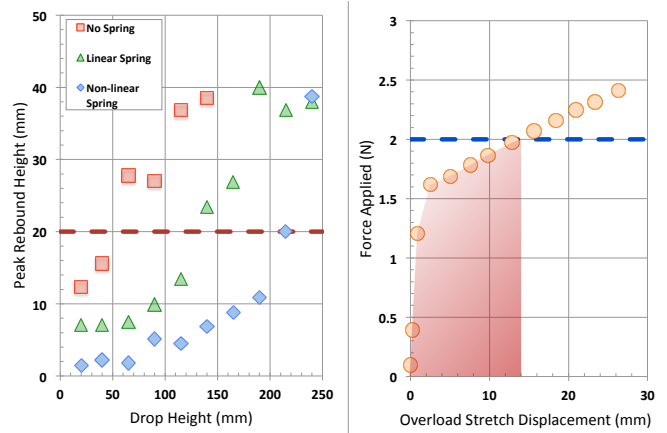 50
40
30
20
10
0
0
50
100
150
200
250
Peak Rebound Height (mm)
Drop Height (mm)
No Spring
Linear Spring
Non-linear
Spring
3
2.5
2
1.5
1
0.5
0
0
10
20
30
Force Applied (N)
Overload Stretch Displacement (mm)